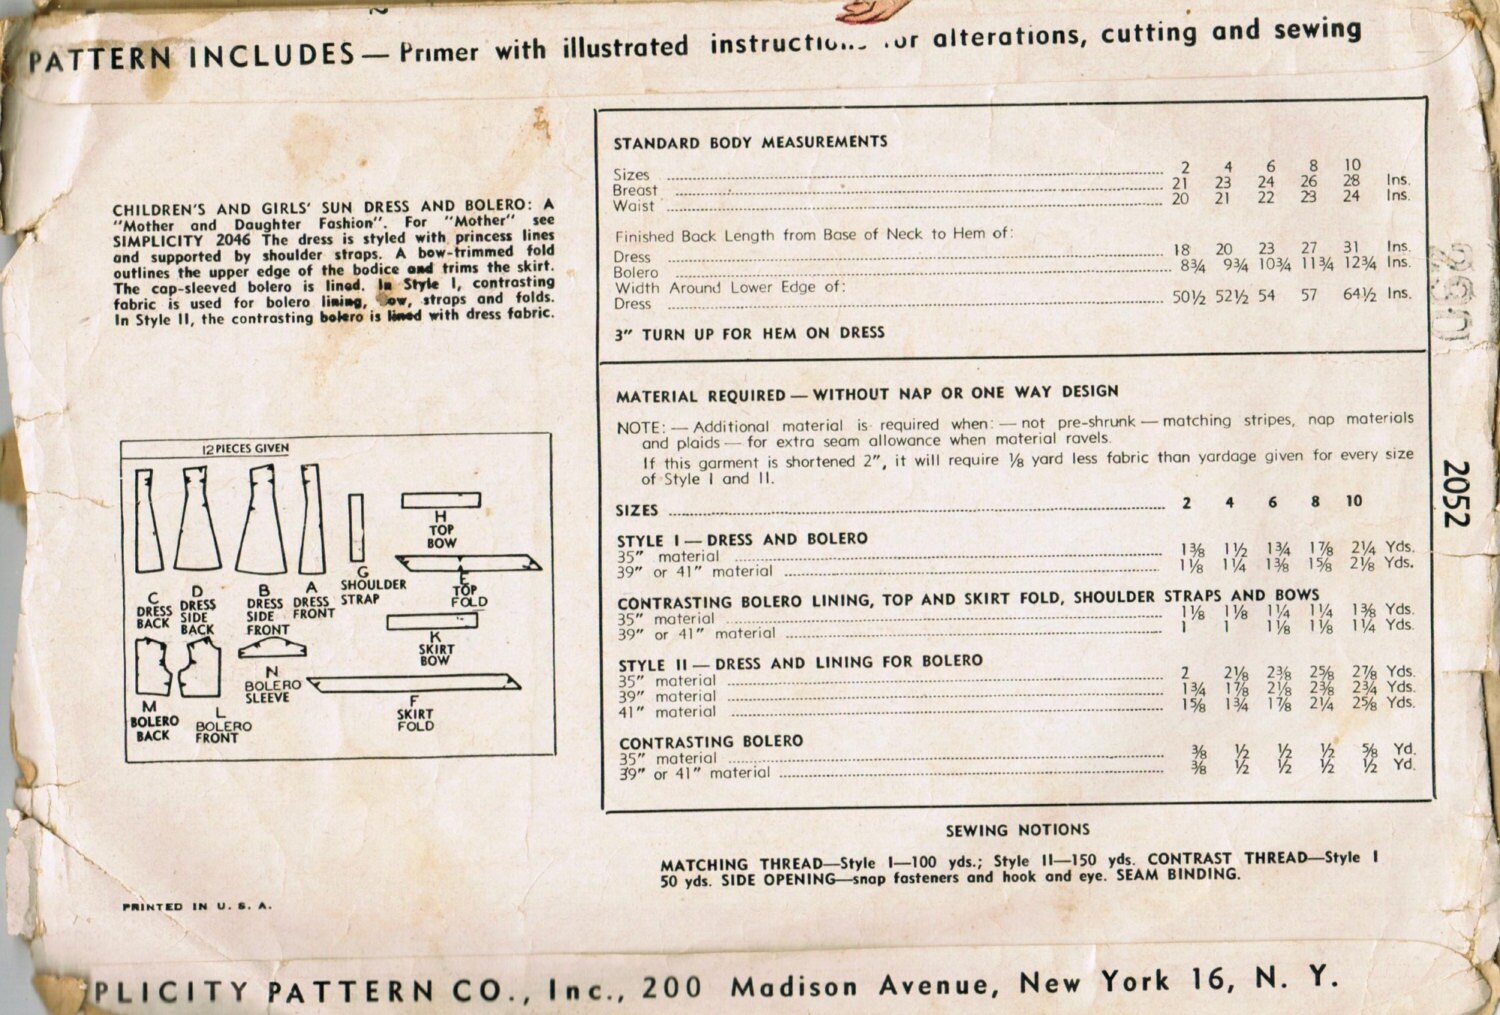 PATTERN INCLUDES — Primer with illustrated alterations, cutting and sewing
CHILDREN'S AND GIRLS' SUN DRESS AND BOLERO: A
"Mother and Daughter Fashion". For "Mother" see
SIMPLICITY 2046 The dress is styled with princess lines
and supported by shoulder straps. A bow-trimmed fold
outlines the upper edge of the bodice and trims the skirt.
The cap-sleeved bolero is lined. In Style I, contrasting
fabric is used for bolero lining, straps and folds.
In Style II, the contrasting bolero is lined with dress fabric.
12 PIECES GIVEN
C
DRESS
BACK
D
DRESS
SIDE
BACK
B
DRESS
SIDE
FRONT
A
DRESS
FRONT
G
SHOULDER
STRAP
H
TOP
BOW
E
TOP
FOLD
K
SKIRT
BOW
M
BOLERO
BACK
L
BOLERO
FRONT
N
BOLERO
SLEEVE
F
SKIRT
FOLD
PRINTED IN U. S. A.
STANDARD BODY MEASUREMENTS
Sizes 2 4 6 8 10
Breast 21 23 24 26 28 Ins.
Waist 20 21 22 23 24 Ins.
Finished Back Length from Base of Neck to Hem of:
Dress 18 20 23 27 31 Ins.
Bolero 8¾ 9¾ 10¾ 11¾ 12¾ Ins.
Width Around Lower Edge of:
Dress 50½ 52½ 54 57 64½ Ins.
3" TURN UP FOR HEM ON DRESS
MATERIAL REQUIRED — WITHOUT NAP OR ONE WAY DESIGN
NOTE: — Additional material is required when: — not pre-shrunk — matching stripes, nap materials
and plaids — for extra seam allowance when material ravels.
If this garment is shortened 2", it will require ⅛ yard less fabric than yardage given for every size
of Style I and II.
SIZES 2 4 6 8 10
STYLE I — DRESS AND BOLERO
35" material 1⅜ 1½ 1¾ 1⅞ 2¼ Yds.
39" or 41" material 1⅛ 1¼ 1⅜ 1⅝ 2⅛ Yds.
CONTRASTING BOLERO LINING, TOP AND SKIRT FOLD, SHOULDER STRAPS AND BOWS
35" material 1⅛ 1⅛ 1¼ 1¼ 1⅜ Yds.
39" or 41" material 1 1 1⅛ 1⅛ 1¼ Yds.
STYLE II — DRESS AND LINING FOR BOLERO
35" material 2 2⅛ 2⅜ 2⅝ 2⅞ Yds.
39" material 1¾ 1⅞ 2⅛ 2⅜ 2¾ Yds.
41" material 1⅝ 1¾ 1⅞ 2¼ 2⅝ Yds.
CONTRASTING BOLERO
35" material ⅜ ½ ½ ½ ⅝ Yd.
39" or 41" material ⅜ ½ ½ ½ ½ Yd.
2052
SEWING NOTIONS
MATCHING THREAD—Style I—100 yds.; Style II—150 yds. CONTRAST THREAD—Style I
50 yds. SIDE OPENING—snap fasteners and hook and eye. SEAM BINDING.
PLICITY PATTERN CO., Inc., 200 Madison Avenue, New York 16, N. Y.